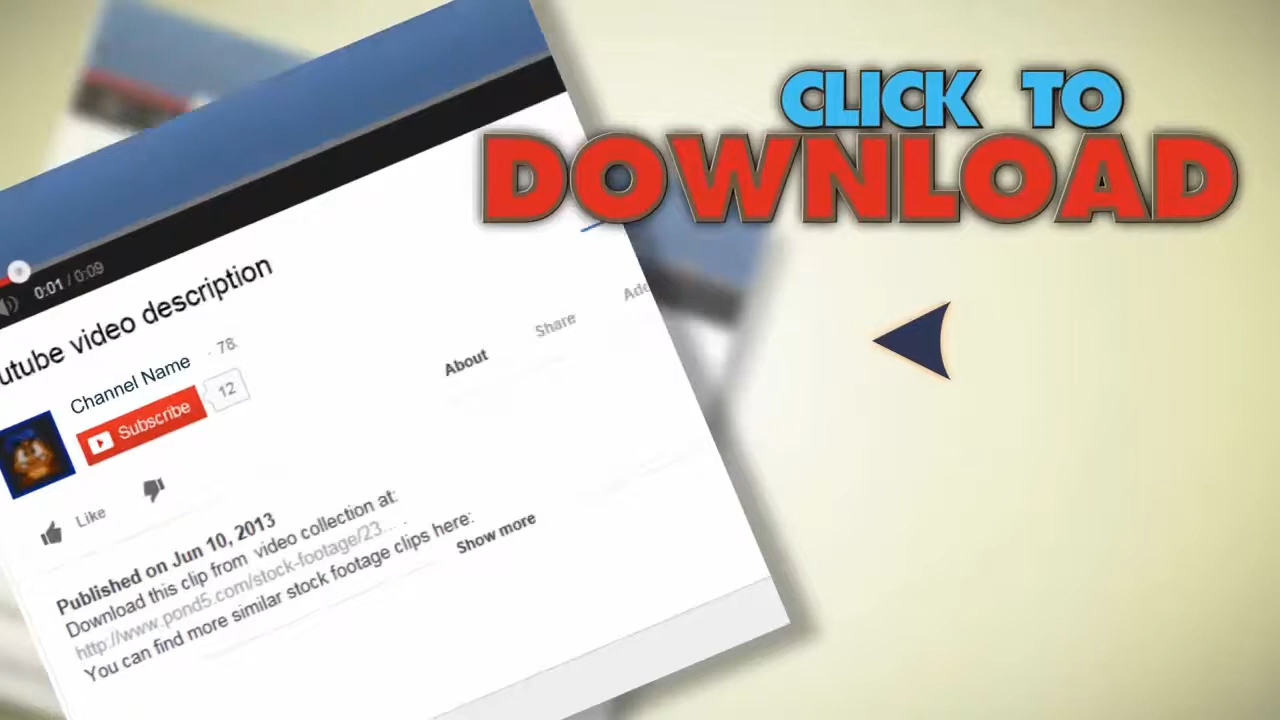 CLICK TO
DOWNLOAD
0:01 / 0:09
utube video description
Channel Name · 78
Subscribe 12
About Share Add
Like
Published on Jun 10, 2013
Download this clip from video collection at:
http://www.pond5.com/stock-footage/23...
You can find more similar stock footage clips here:
Show more